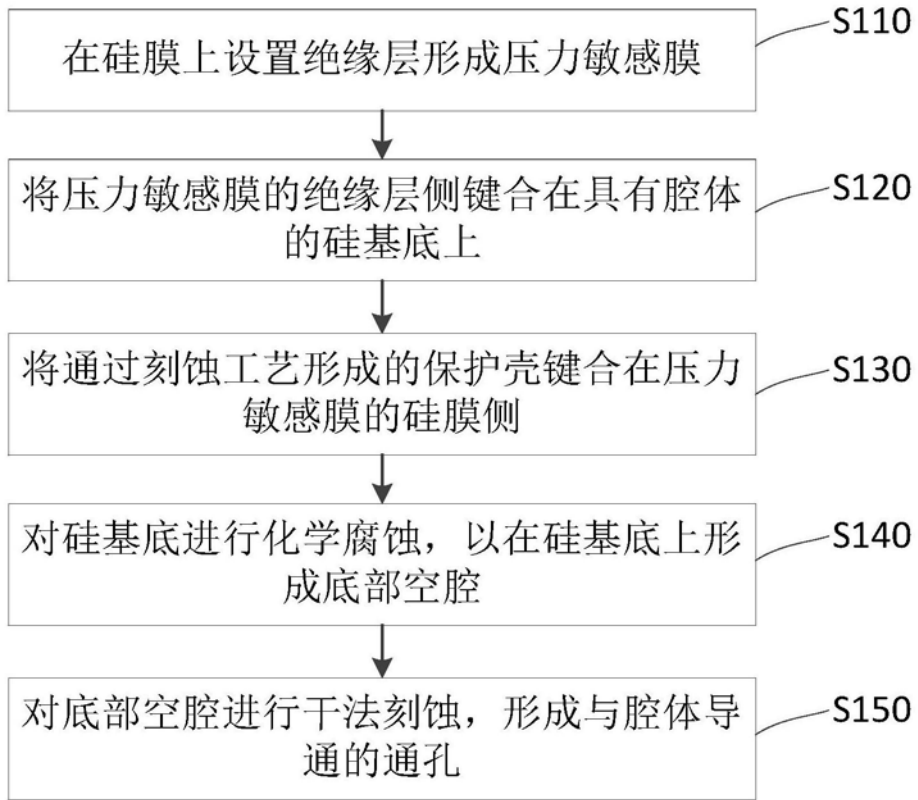 在硅膜上设置绝缘层形成压力敏感膜
S110
将压力敏感膜的绝缘层侧键合在具有腔体
的硅基底上
S120
将通过刻蚀工艺形成的保护壳键合在压力
敏感膜的硅膜侧
S130
对硅基底进行化学腐蚀，以在硅基底上形
成底部空腔
S140
对底部空腔进行干法刻蚀，形成与腔体导
通的通孔
S150